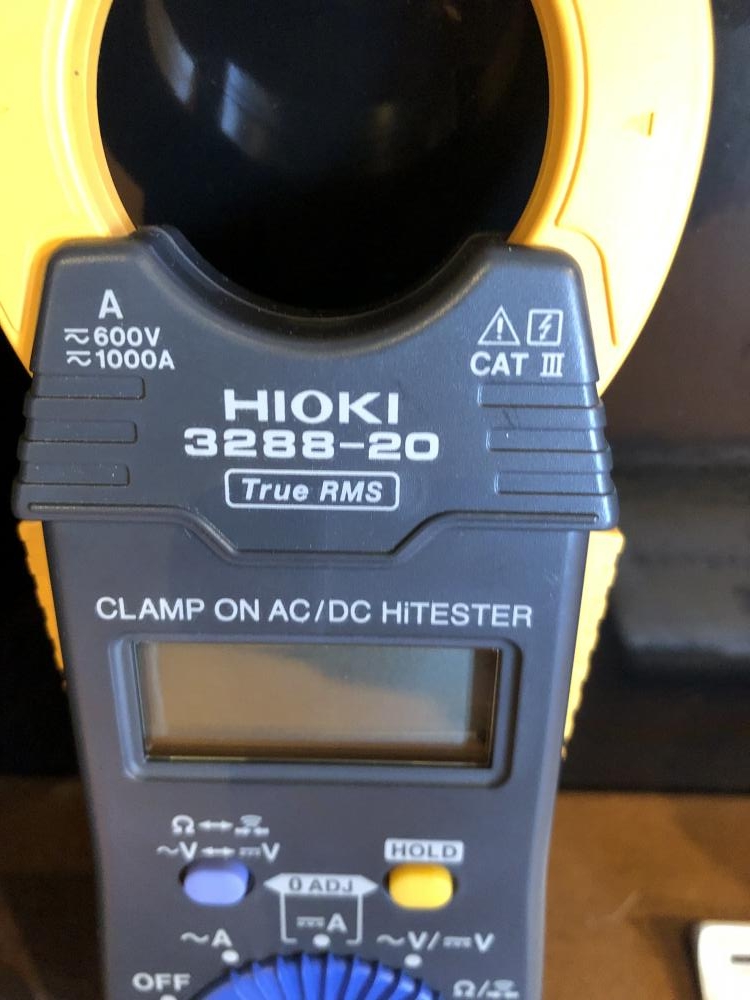 A
≂600V
≂1000A
CAT III
HIOKI
3288-20
True RMS
CLAMP ON AC/DC HiTESTER
Ω↔
~V↔⎓V
HOLD
0 ADJ
⎓A
~A
~V/⎓V
OFF
Ω/